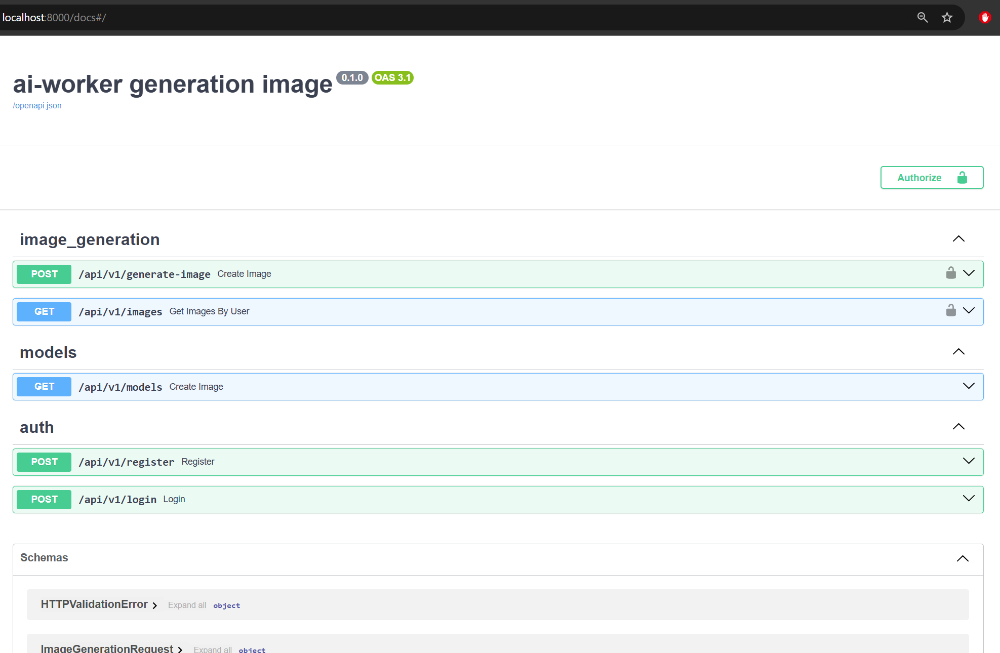 localhost:8000/docs#/
ai-worker generation image 0.1.0 OAS 3.1
/openapi.json
Authorize
image_generation
POST /api/v1/generate-image Create Image
GET /api/v1/images Get Images By User
models
GET /api/v1/models Create Image
auth
POST /api/v1/register Register
POST /api/v1/login Login
Schemas
HTTPValidationError Expand all object
ImageGenerationRequest Expand all object